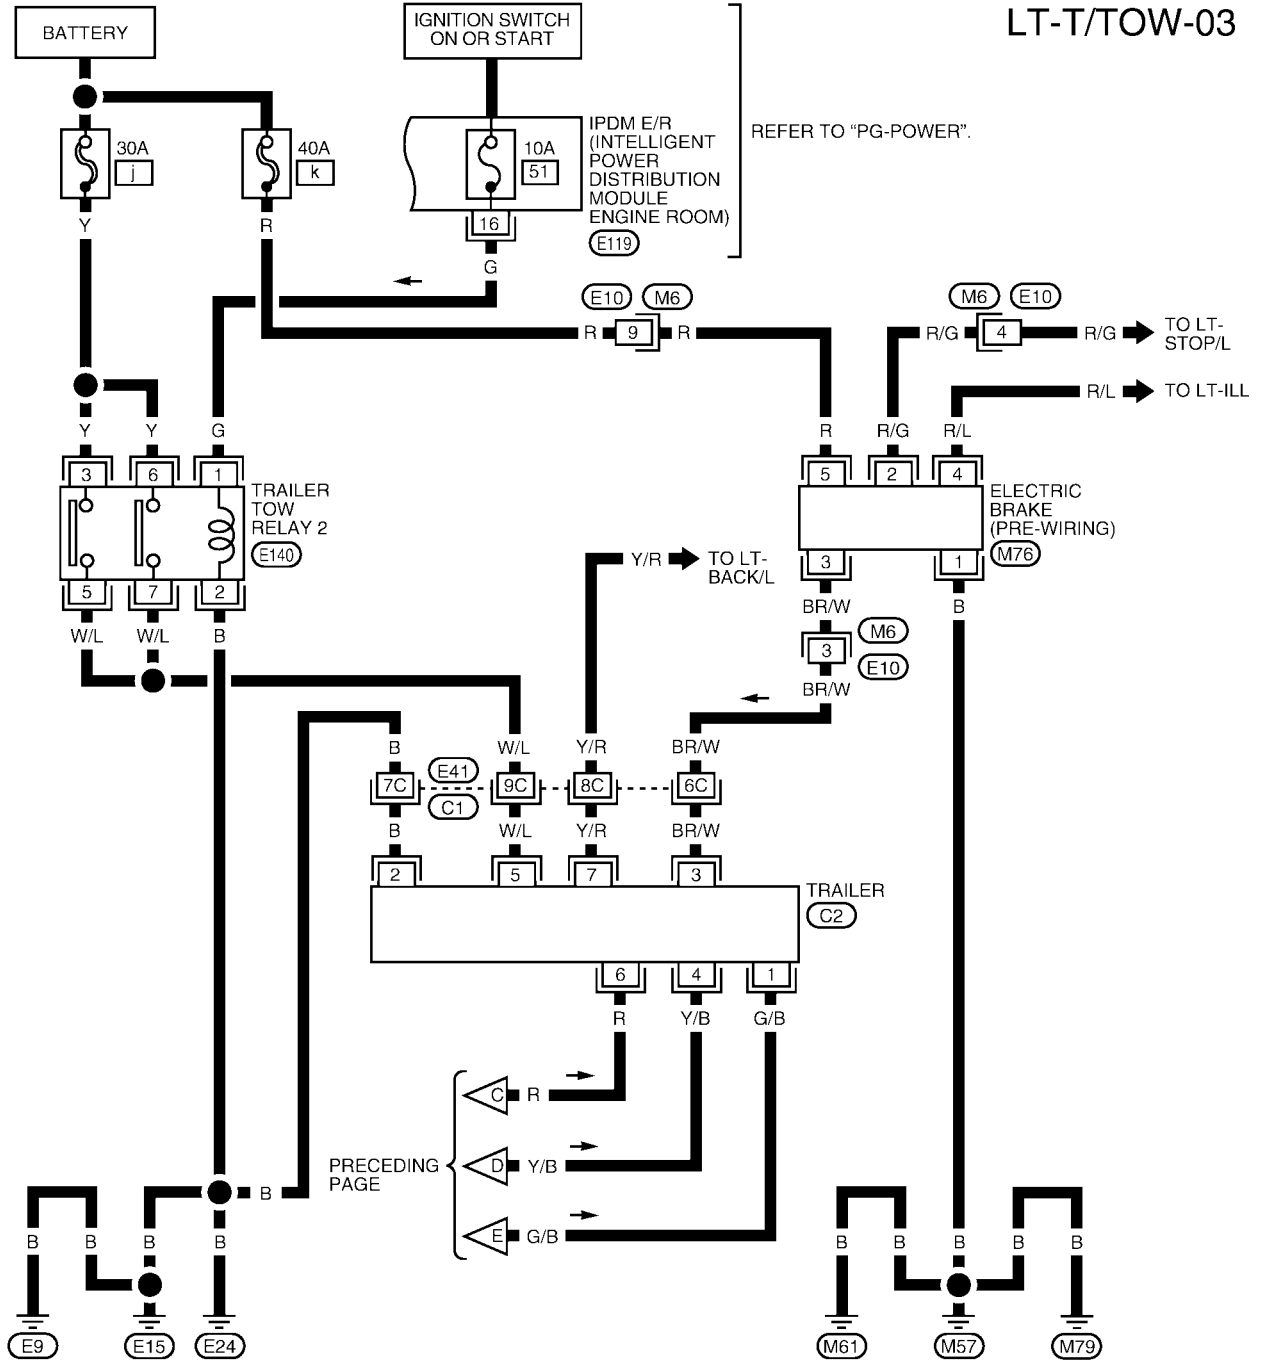 LT-T/TOW-03
BATTERY
IGNITION SWITCH
ON OR START
30A
j
40A
k
10A
51
IPDM E/R
(INTELLIGENT
POWER
DISTRIBUTION
MODULE
ENGINE ROOM)
E119
REFER TO “PG-POWER”.
16
Y
R
G
E10
M6
R
9
R
M6
E10
R/G
4
R/G
TO LT-
STOP/L
R/L
TO LT-ILL
Y
Y
G
R
R/G
R/L
3
6
1
5
2
4
TRAILER
TOW
RELAY 2
E140
ELECTRIC
BRAKE
(PRE-WIRING)
M76
Y/R
TO LT-
BACK/L
5
7
2
3
1
W/L
W/L
B
BR/W
B
3
M6
E10
BR/W
B
W/L
Y/R
BR/W
7C
E41
C1
9C
8C
6C
B
W/L
Y/R
BR/W
2
5
7
3
TRAILER
C2
6
4
1
R
Y/B
G/B
PRECEDING
PAGE
C
R
D
Y/B
E
G/B
B
B
B
B
B
B
B
B
B
B
E9
E15
E24
M61
M57
M79